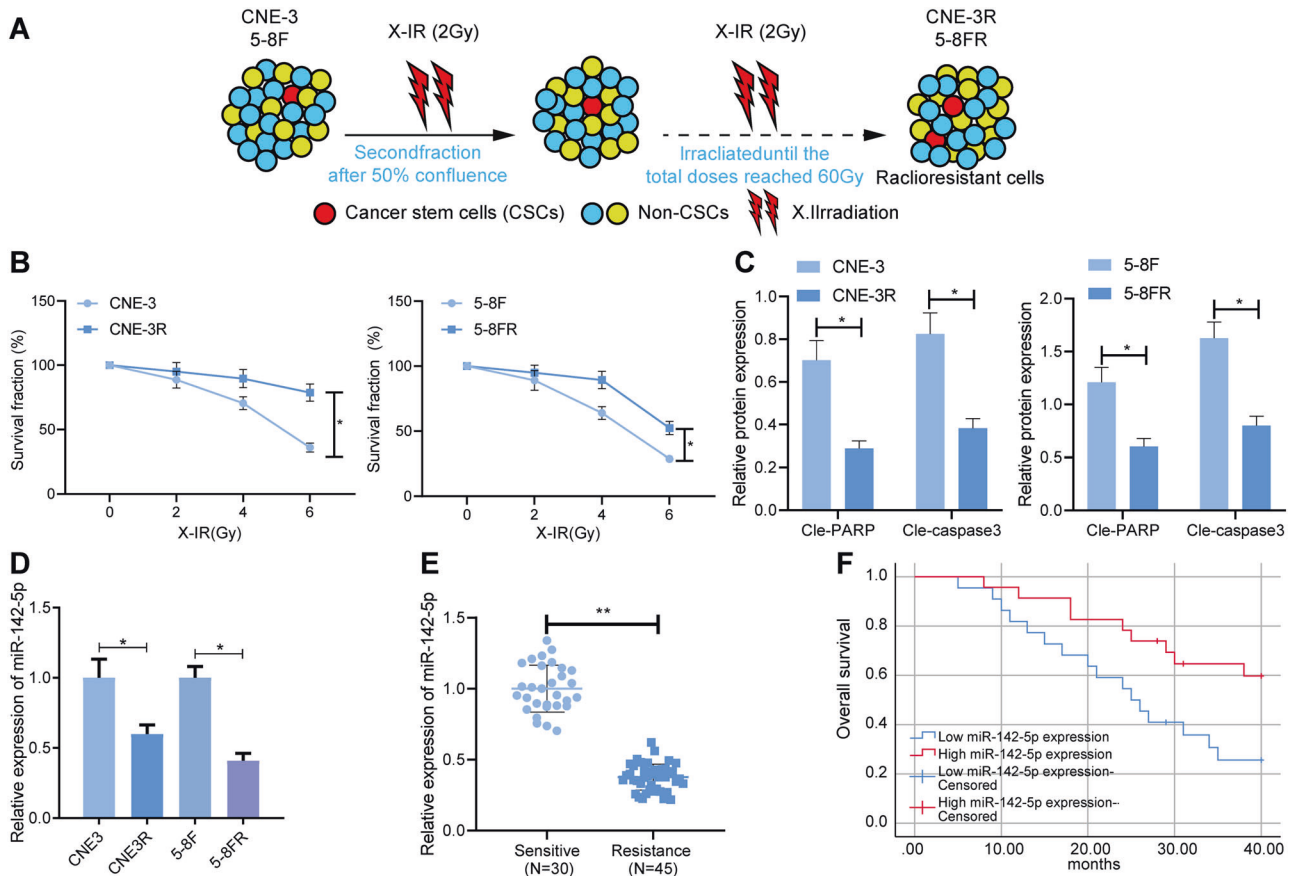 A
CNE-3
5-8F
X-IR (2Gy)
X-IR (2Gy)
CNE-3R
5-8FR
Secondfraction
after 50% confluence
Irracliateduntil the
total doses reached 60Gy
Raclioresistant cells
Cancer stem cells (CSCs)
Non-CSCs
X.IIrradiation
B
CNE-3
CNE-3R
Survival fraction (%)
150
100
50
0
0 2 4 6
X-IR(Gy)
*
5-8F
5-8FR
Survival fraction (%)
150
100
50
0
0 2 4 6
X-IR(Gy)
*
C
CNE-3
CNE-3R
Relative protein expression
1.0
0.8
0.6
0.4
0.2
0.0
* *
Cle-PARP Cle-caspase3
5-8F
5-8FR
Relative protein expression
2.0
1.5
1.0
0.5
0.0
* *
Cle-PARP Cle-caspase3
D
Relative expression of miR-142-5p
1.5
1.0
0.5
0.0
* *
CNE3 CNE3R 5-8F 5-8FR
E
Relative expression of miR-142-5p
1.5
1.0
0.5
0.0
**
Sensitive
(N=30)
Resistance
(N=45)
F
Overall survival
1.0
0.8
0.6
0.4
0.2
0.0
Low miR-142-5p expression
High miR-142-5p expression
Low miR-142-5p expression-
Censored
High miR-142-5p expression--
Censored
.00 10.00 20.00 30.00 40.00
months